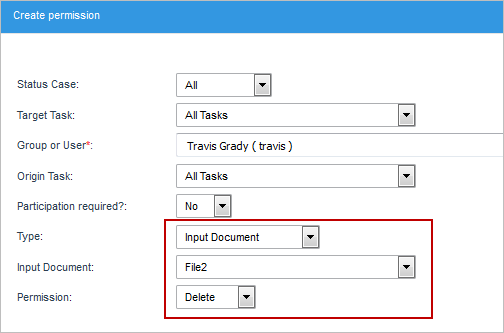 Create permission
Status Case: All
Target Task: All Tasks
Group or User*: Travis Grady ( travis )
Origin Task: All Tasks
Participation required?: No
Type: Input Document
Input Document: File2
Permission: Delete